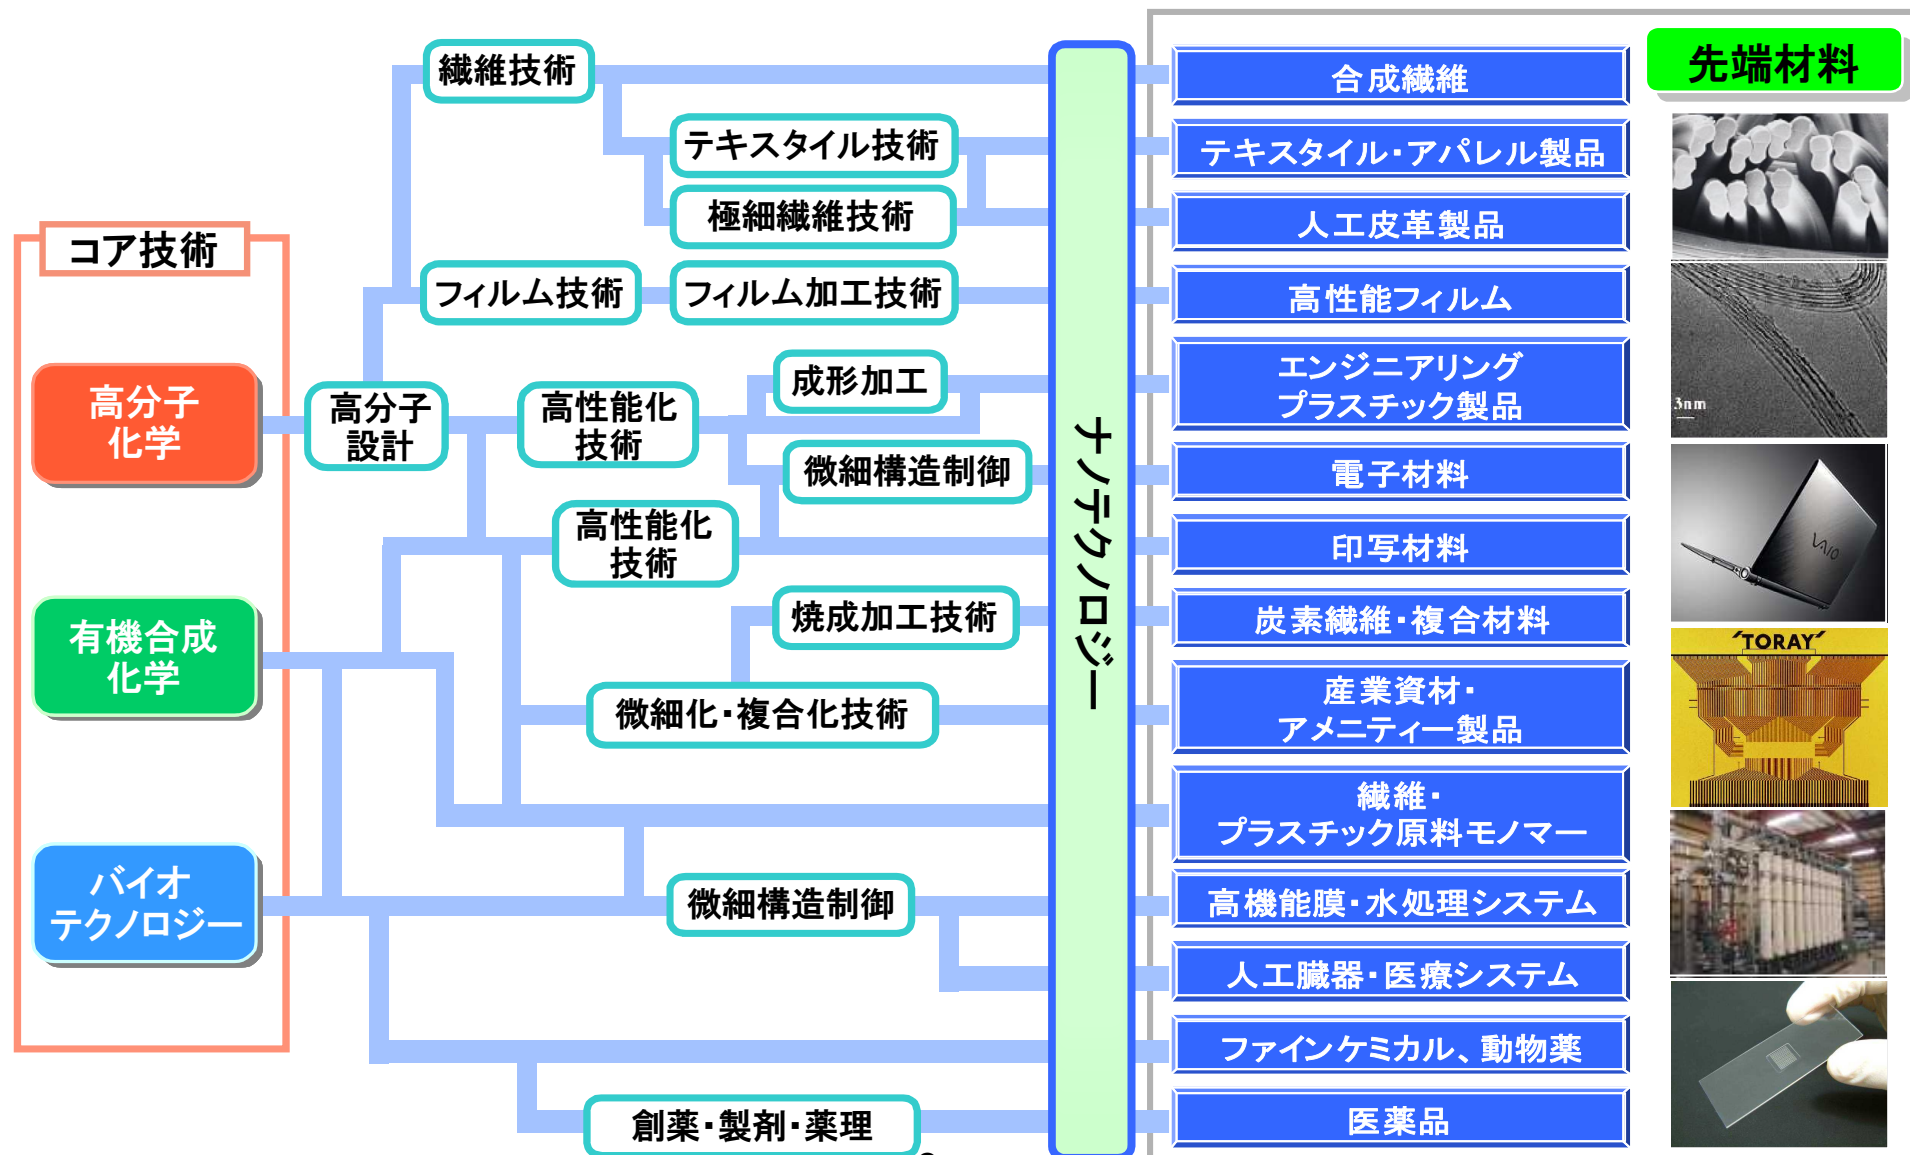 コア技術
高分子
化学
有機合成
化学
バイオ
テクノロジー
高分子
設計
繊維技術
テキスタイル技術
極細繊維技術
フィルム技術
フィルム加工技術
成形加工
高性能化
技術
微細構造制御
高性能化
技術
焼成加工技術
微細化・複合化技術
微細構造制御
創薬・製剤・薬理
ナノテクノロジー
合成繊維
テキスタイル・アパレル製品
人工皮革製品
高性能フィルム
エンジニアリング
プラスチック製品
電子材料
印写材料
炭素繊維・複合材料
産業資材・
アメニティー製品
繊維・
プラスチック原料モノマー
高機能膜・水処理システム
人工臓器・医療システム
ファインケミカル、動物薬
医薬品
先端材料
3nm
VAIO
'TORAY'